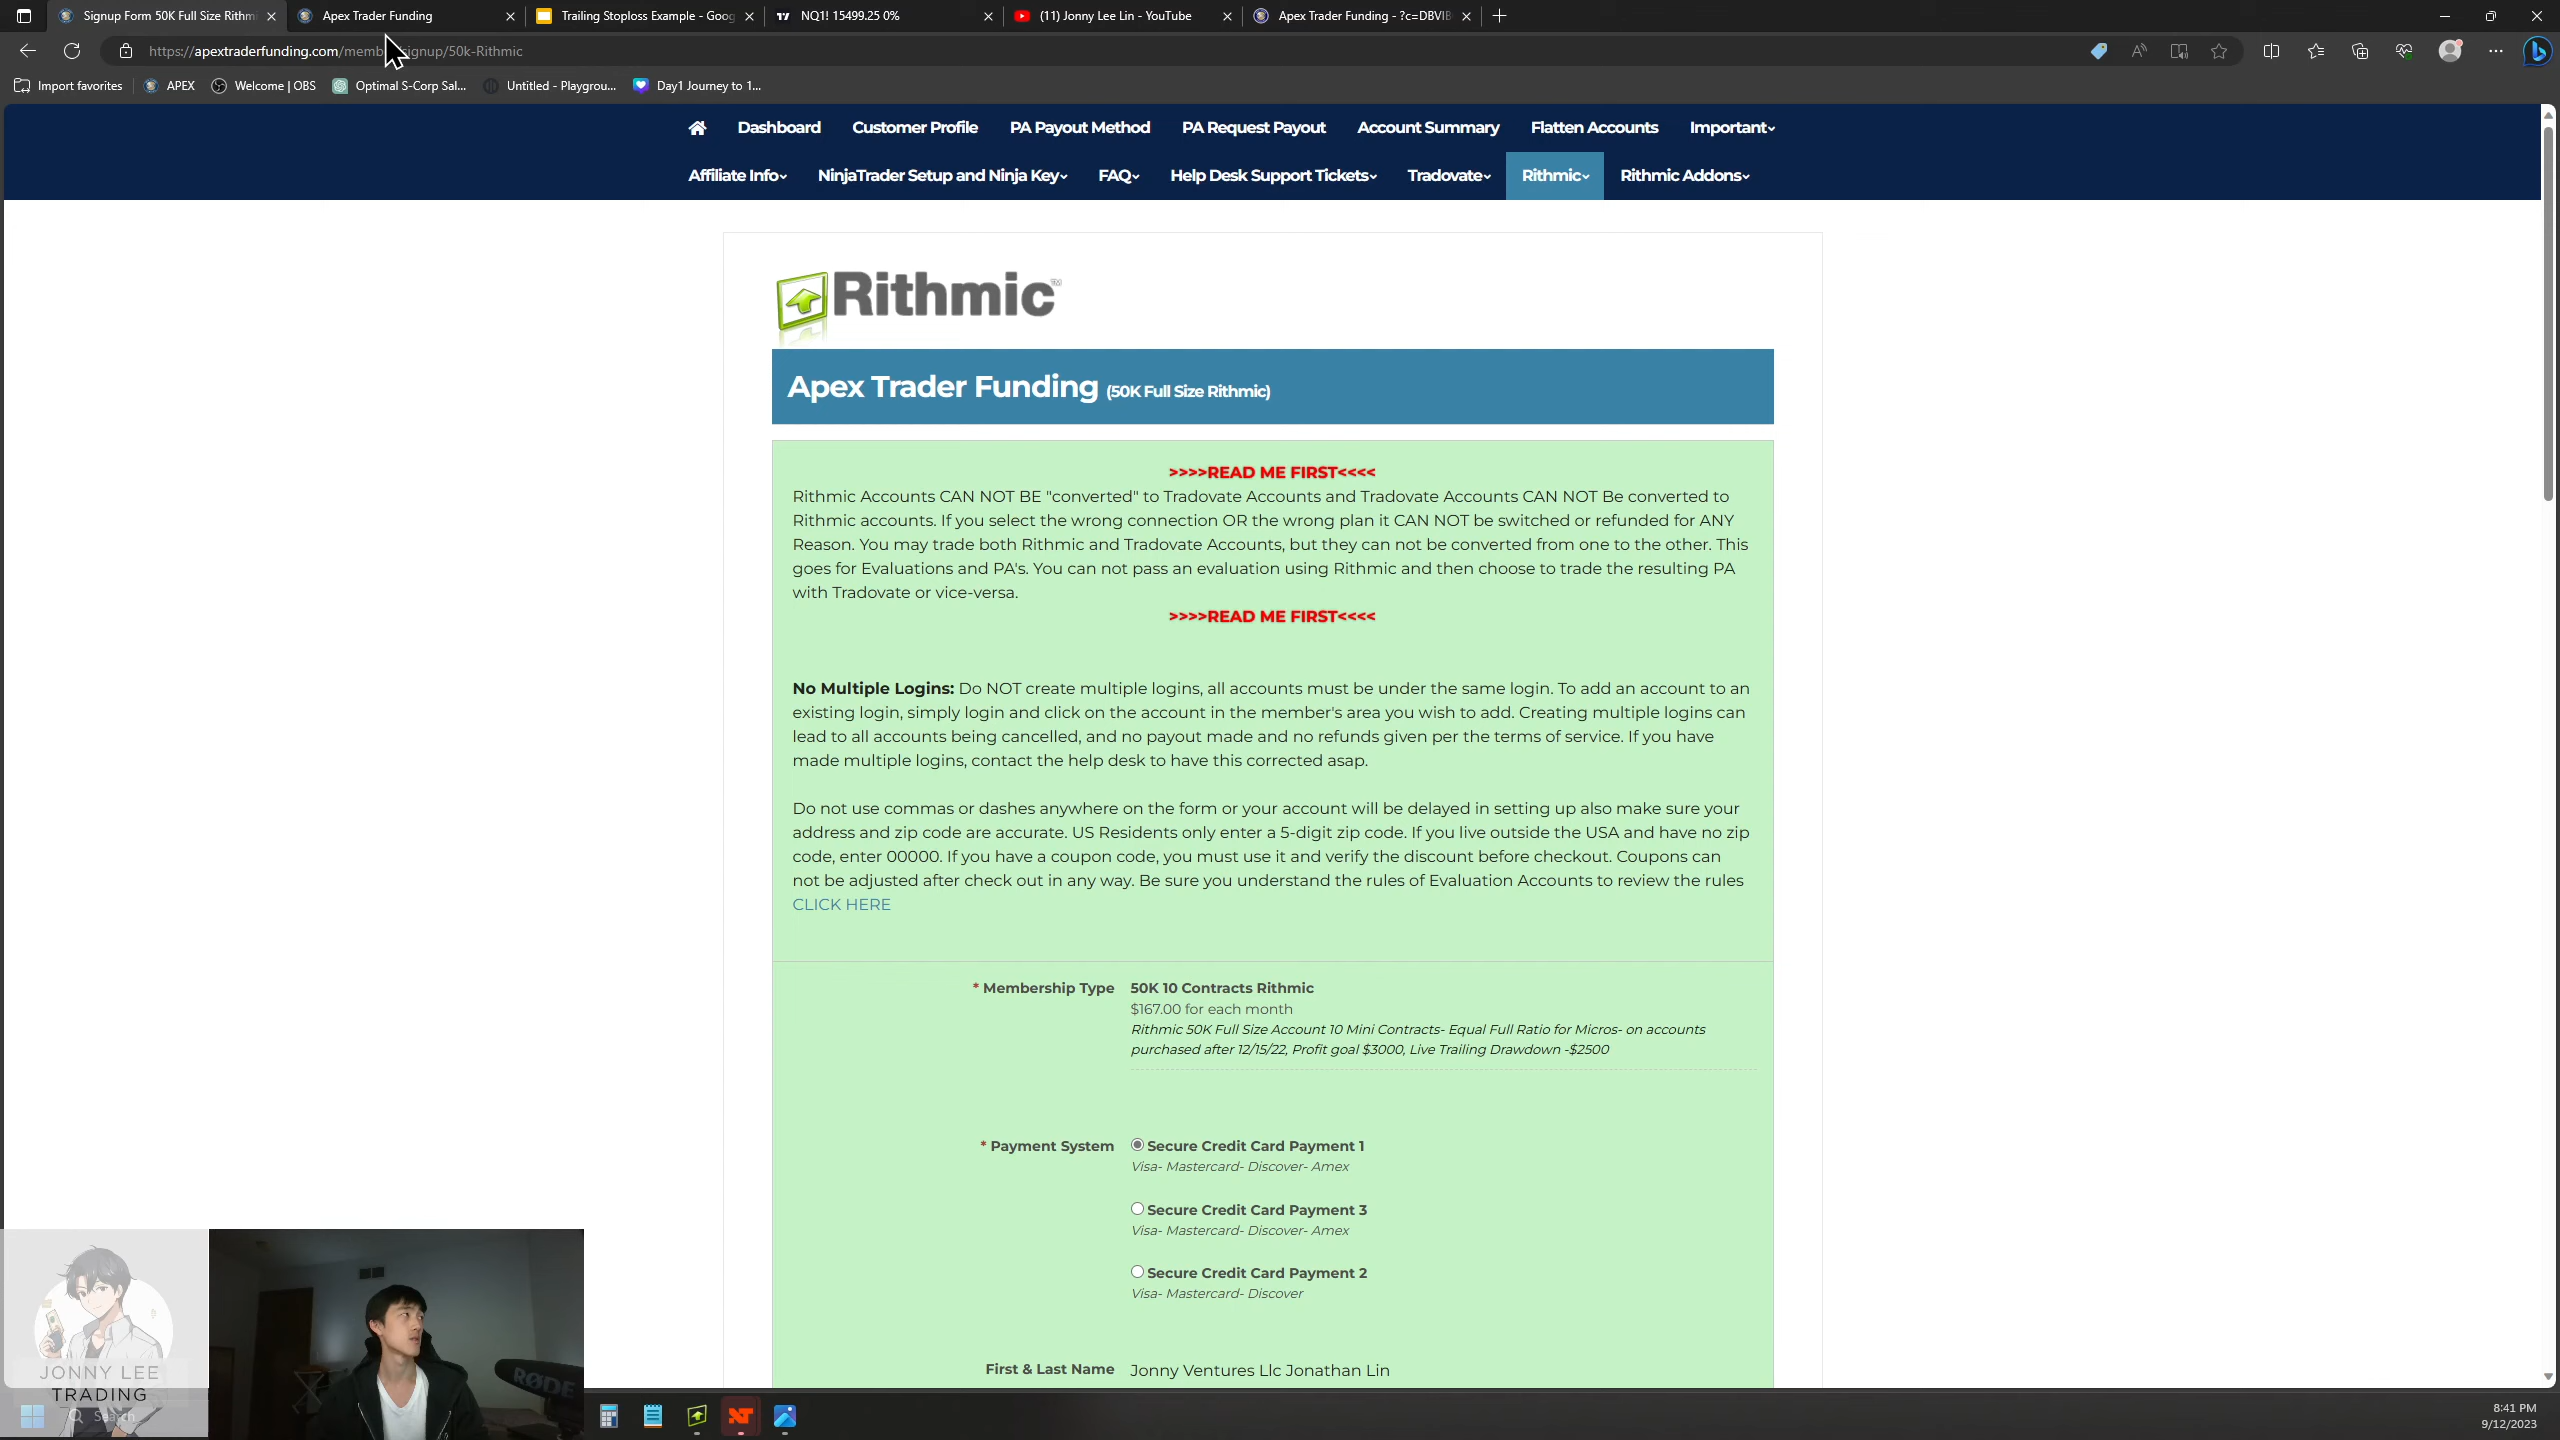 Signup Form 50K Full Size Rithmi
Apex Trader Funding
Trailing Stoploss Example - Goog
NQ1! 15499.25 0%
(11) Jonny Lee Lin - YouTube
Apex Trader Funding - ?c=DBVIB
https://apextraderfunding.com/memb signup/50k-Rithmic
Import favorites
APEX
Welcome | OBS
Optimal S-Corp Sal...
Untitled - Playgrou...
Day1 Journey to 1...
Dashboard Customer Profile PA Payout Method PA Request Payout Account Summary Flatten Accounts Important
Affiliate Info NinjaTrader Setup and Ninja Key FAQ Help Desk Support Tickets Tradovate Rithmic Rithmic Addons
Rithmic™
Apex Trader Funding (50K Full Size Rithmic)
>>>>READ ME FIRST<<<<
Rithmic Accounts CAN NOT BE "converted" to Tradovate Accounts and Tradovate Accounts CAN NOT Be converted to
Rithmic accounts. If you select the wrong connection OR the wrong plan it CAN NOT be switched or refunded for ANY
Reason. You may trade both Rithmic and Tradovate Accounts, but they can not be converted from one to the other. This
goes for Evaluations and PA's. You can not pass an evaluation using Rithmic and then choose to trade the resulting PA
with Tradovate or vice-versa.
>>>>READ ME FIRST<<<<
No Multiple Logins: Do NOT create multiple logins, all accounts must be under the same login. To add an account to an
existing login, simply login and click on the account in the member's area you wish to add. Creating multiple logins can
lead to all accounts being cancelled, and no payout made and no refunds given per the terms of service. If you have
made multiple logins, contact the help desk to have this corrected asap.
Do not use commas or dashes anywhere on the form or your account will be delayed in setting up also make sure your
address and zip code are accurate. US Residents only enter a 5-digit zip code. If you live outside the USA and have no zip
code, enter 00000. If you have a coupon code, you must use it and verify the discount before checkout. Coupons can
not be adjusted after check out in any way. Be sure you understand the rules of Evaluation Accounts to review the rules
CLICK HERE
* Membership Type 50K 10 Contracts Rithmic
$167.00 for each month
Rithmic 50K Full Size Account 10 Mini Contracts- Equal Full Ratio for Micros- on accounts
purchased after 12/15/22, Profit goal $3000, Live Trailing Drawdown -$2500
* Payment System Secure Credit Card Payment 1
Visa- Mastercard- Discover- Amex
Secure Credit Card Payment 3
Visa- Mastercard- Discover- Amex
Secure Credit Card Payment 2
Visa- Mastercard- Discover
First & Last Name Jonny Ventures Llc Jonathan Lin
JONNY LEE
TRADING
RØDE
Search
8:41 PM
9/12/2023